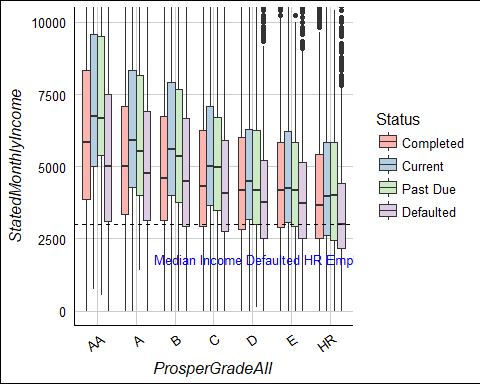 StatedMonthlyIncome
10000
7500
5000
2500
0
Median Income Defaulted HR Emp
AA
A
B
C
D
E
HR
ProsperGradeAll
Status
Completed
Current
Past Due
Defaulted